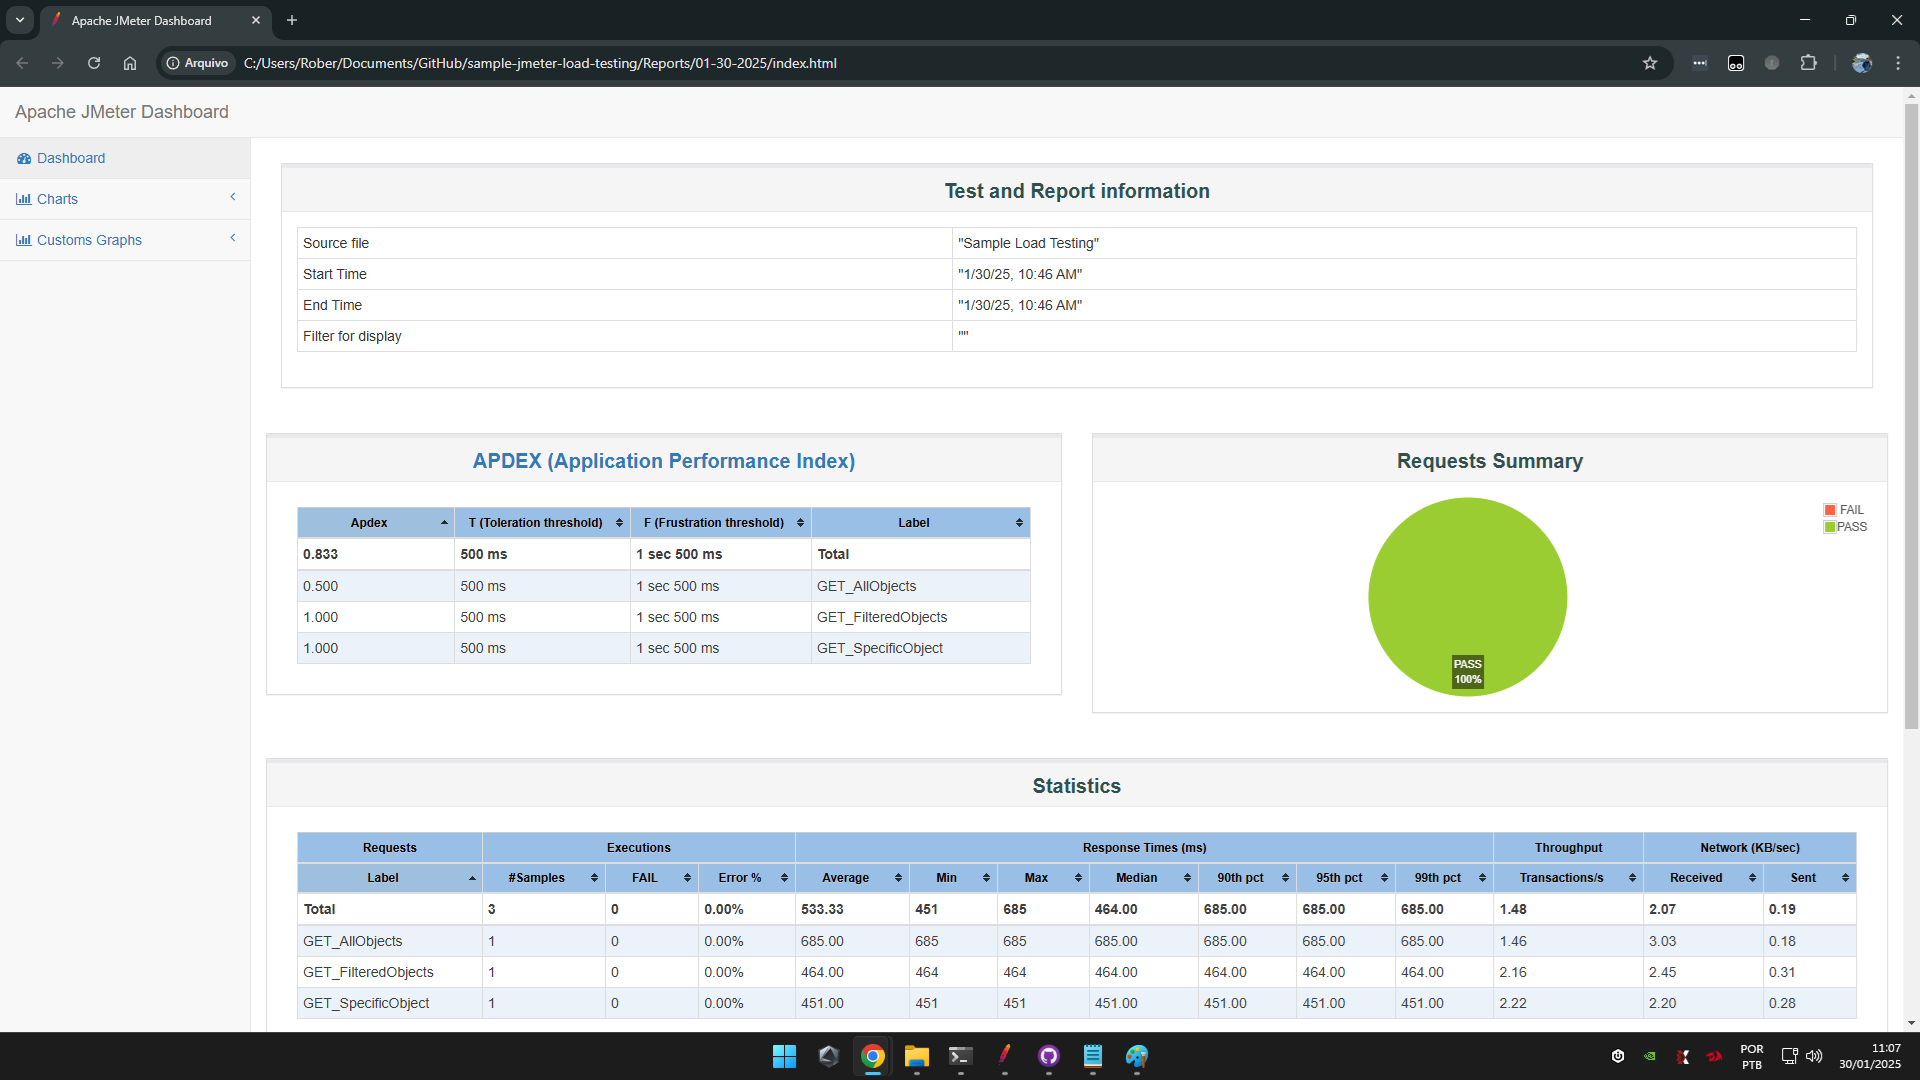 Apache JMeter Dashboard
Arquivo C:/Users/Rober/Documents/GitHub/sample-jmeter-load-testing/Reports/01-30-2025/index.html
Apache JMeter Dashboard
Dashboard
Charts
Customs Graphs
Test and Report information
Source file "Sample Load Testing"
Start Time "1/30/25, 10:46 AM"
End Time "1/30/25, 10:46 AM"
Filter for display ""
APDEX (Application Performance Index)
Apdex T (Toleration threshold) F (Frustration threshold) Label
0.833 500 ms 1 sec 500 ms Total
0.500 500 ms 1 sec 500 ms GET_AllObjects
1.000 500 ms 1 sec 500 ms GET_FilteredObjects
1.000 500 ms 1 sec 500 ms GET_SpecificObject
Requests Summary
FAIL
PASS
PASS
100%
Statistics
Requests Executions Response Times (ms) Throughput Network (KB/sec)
Label #Samples FAIL Error % Average Min Max Median 90th pct 95th pct 99th pct Transactions/s Received Sent
Total 3 0 0.00% 533.33 451 685 464.00 685.00 685.00 685.00 1.48 2.07 0.19
GET_AllObjects 1 0 0.00% 685.00 685 685 685.00 685.00 685.00 685.00 1.46 3.03 0.18
GET_FilteredObjects 1 0 0.00% 464.00 464 464 464.00 464.00 464.00 464.00 2.16 2.45 0.31
GET_SpecificObject 1 0 0.00% 451.00 451 451 451.00 451.00 451.00 451.00 2.22 2.20 0.28
POR
PTB
11:07
30/01/2025